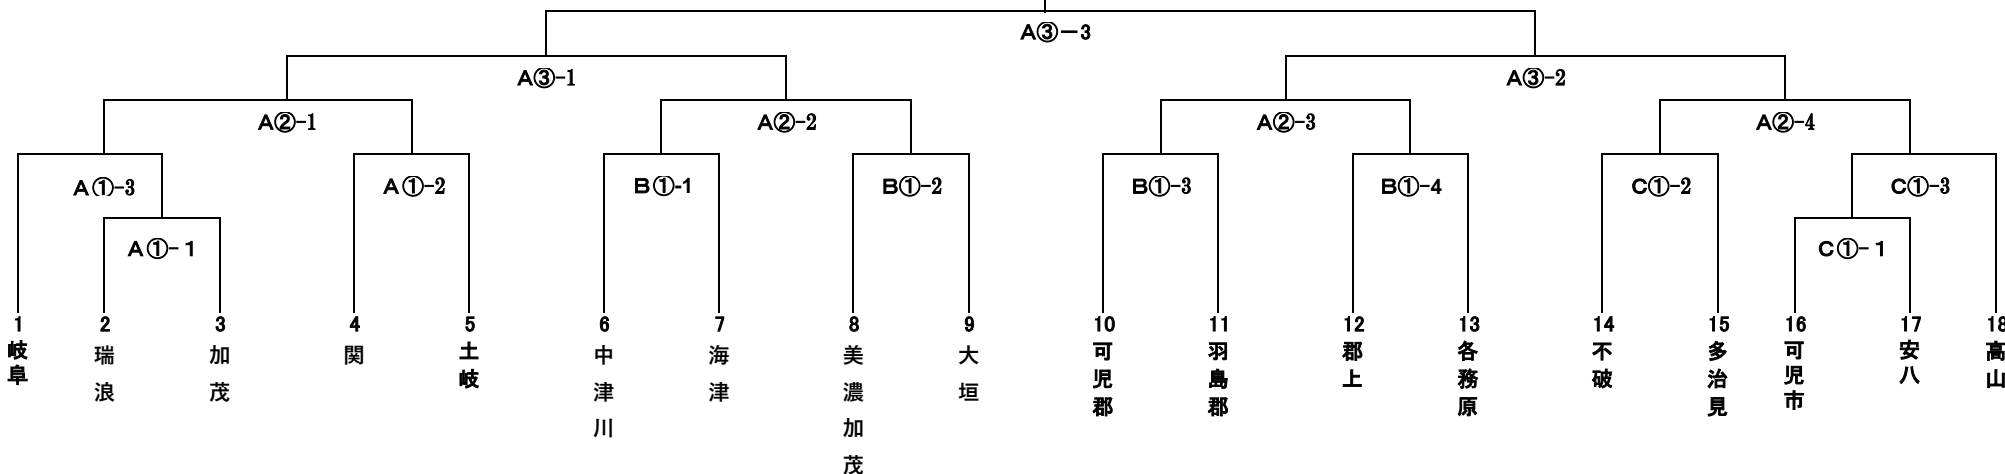 A③－3
A③-1
A③-2
A②-1
A②-2
A②-3
A②-4
A①-3
A①-2
B①-1
B①-2
B①-3
B①-4
C①-2
C①-3
A①-1
C①-1
1 2 3 4 5 6 7 8 9 10 11 12 13 14 15 16 17 18
岐阜
瑞浪
加茂
関
土岐
中津川
海津
美濃加茂
大垣
可児郡
羽島郡
郡上
各務原
不破
多治見
可児市
安八
高山